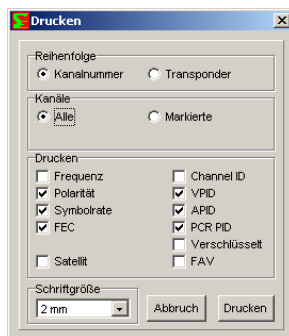 Drucken
Reihenfolge
Kanalnummer Transponder
Kanäle
Alle Markierte
Drucken
Frequenz Channel ID
Polarität VPID
Symbolrate APID
FEC PCR PID
Verschlüsselt
Satellit FAV
Schriftgröße
2 mm Abbruch Drucken